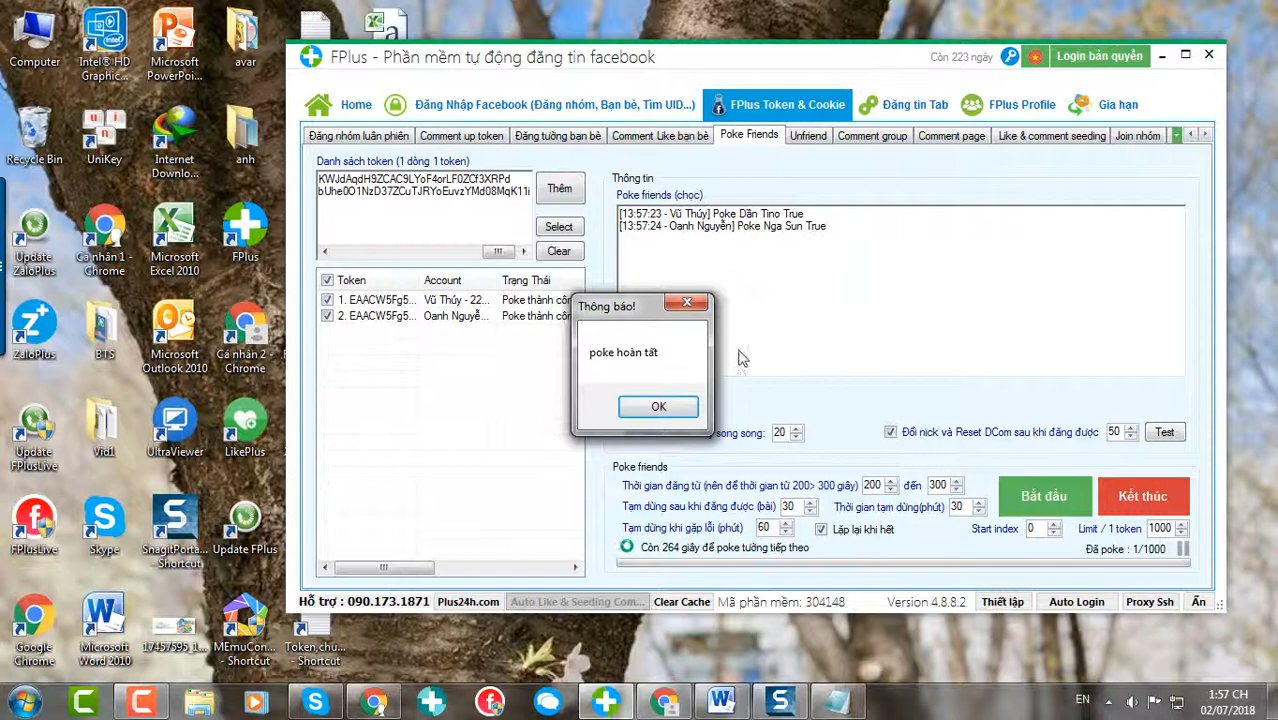 Computer
Intel® HD Graphic...
Microsoft PowerPoi...
avar
Recycle Bin
UniKey
Internet Downlo...
anh
Update ZaloPlus
Cá nhân 1 - Chrome
Microsoft Excel 2010
FPlus
ZaloPlus
BTS
Microsoft Outlook 2010
Cá nhân 2 - Chrome
Update FPlusLive
Vid1
UltraViewer
LikePlus
FPlusLive
Skype
SnagitPorta... - Shortcut
Update FPlus
Google Chrome
Microsoft Word 2010
17457595_1...
MEmuCon... - Shortcut
Token,chu... - Shortcut
FPlus - Phần mềm tự động đăng tin facebook
Còn 223 ngày
Login bản quyền
Home
Đăng Nhập Facebook (Đăng nhóm, Bạn bè, Tìm UID...)
FPlus Token & Cookie
Đăng tin Tab
FPlus Profile
Gia hạn
Đăng nhóm luân phiên
Comment up token
Đăng tường bạn bè
Comment Like bạn bè
Poke Friends
Unfriend
Comment group
Comment page
Like & comment seeding
Join nhóm
Danh sách token (1 dòng 1 token)
KWJdAqdH9ZCAC9LYoF4orLF0ZCf3XRPd
bUhe0O1NzD37ZCuTJRYoEuvzYMd08MqK11i
Thêm
Select
Clear
Token Account Trạng Thái
1. EAACW5Fg5... Vũ Thúy - 22... Poke thành côn
2. EAACW5Fg5... Oanh Nguyễ... Poke thành côn
Thông tin
Poke friends (chọc)
[13:57:23 - Vũ Thúy] Poke Dần Tino True
[13:57:24 - Oanh Nguyễn] Poke Nga Sun True
Thông báo!
poke hoàn tất
OK
song song: 20
Đổi nick và Reset DCom sau khi đăng được 50
Test
Poke friends
Thời gian đăng từ (nên để thời gian từ 200> 300 giây) 200 đến 300
Tạm dừng sau khi đăng được (bài) 30 Thời gian tạm dừng(phút) 30
Bắt đầu
Kết thúc
Tạm dừng khi gặp lỗi (phút) 60 Lặp lại khi hết
Start index 0 Limit / 1 token 1000
Còn 264 giây để poke tường tiếp theo
Đã poke : 1/1000
Hỗ trợ : 090.173.1871
Plus24h.com
Auto Like & Seeding Com...
Clear Cache
Mã phần mềm: 304148
Version 4.8.8.2
Thiết lập
Auto Login
Proxy Ssh
Ẩn
EN
1:57 CH
02/07/2018